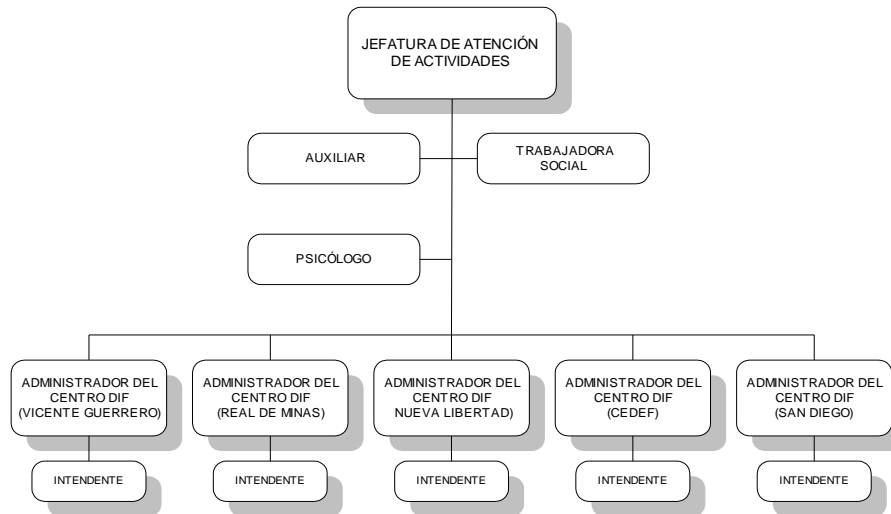 JEFATURA DE ATENCIÓN
DE ACTIVIDADES
AUXILIAR
TRABAJADORA
SOCIAL
PSICÓLOGO
ADMINISTRADOR DEL
CENTRO DIF
(VICENTE GUERRERO)
ADMINISTRADOR DEL
CENTRO DIF
(REAL DE MINAS)
ADMINISTRADOR DEL
CENTRO DIF
NUEVA LIBERTAD)
ADMINISTRADOR DEL
CENTRO DIF
(CEDEF)
ADMINISTRADOR DEL
CENTRO DIF
(SAN DIEGO)
INTENDENTE
INTENDENTE
INTENDENTE
INTENDENTE
INTENDENTE